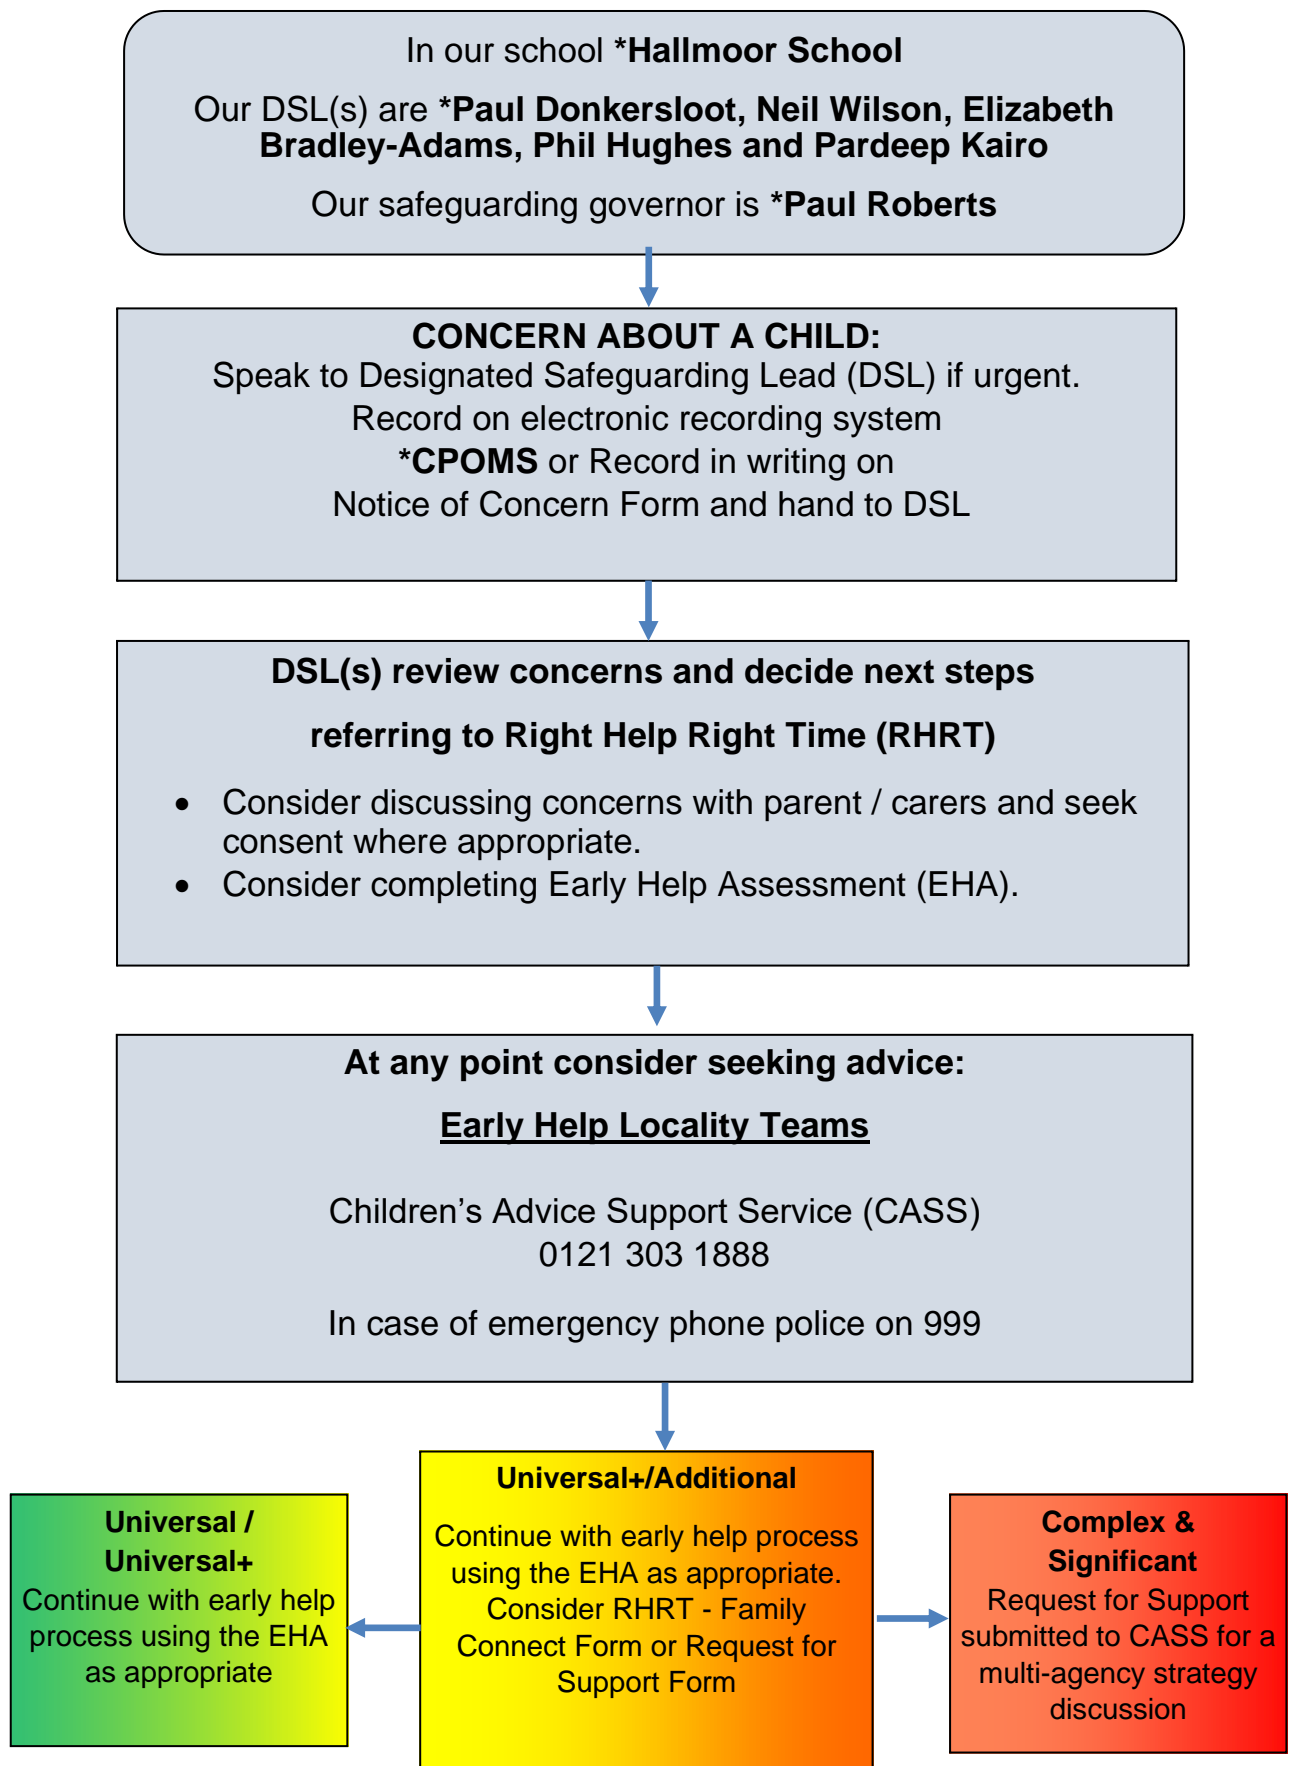 In our school *Hallmoor School
Our DSL(s) are *Paul Donkersloot, Neil Wilson, Elizabeth
Bradley-Adams, Phil Hughes and Pardeep Kairo
Our safeguarding governor is *Paul Roberts
CONCERN ABOUT A CHILD:
Speak to Designated Safeguarding Lead (DSL) if urgent.
Record on electronic recording system
*CPOMS or Record in writing on
Notice of Concern Form and hand to DSL
DSL(s) review concerns and decide next steps
referring to Right Help Right Time (RHRT)
• Consider discussing concerns with parent / carers and seek
consent where appropriate.
• Consider completing Early Help Assessment (EHA).
At any point consider seeking advice:
Early Help Locality Teams
Children’s Advice Support Service (CASS)
0121 303 1888
In case of emergency phone police on 999
Universal /
Universal+
Continue with early help
process using the EHA
as appropriate
Universal+/Additional
Continue with early help process
using the EHA as appropriate.
Consider RHRT - Family
Connect Form or Request for
Support Form
Complex &
Significant
Request for Support
submitted to CASS for a
multi-agency strategy
discussion